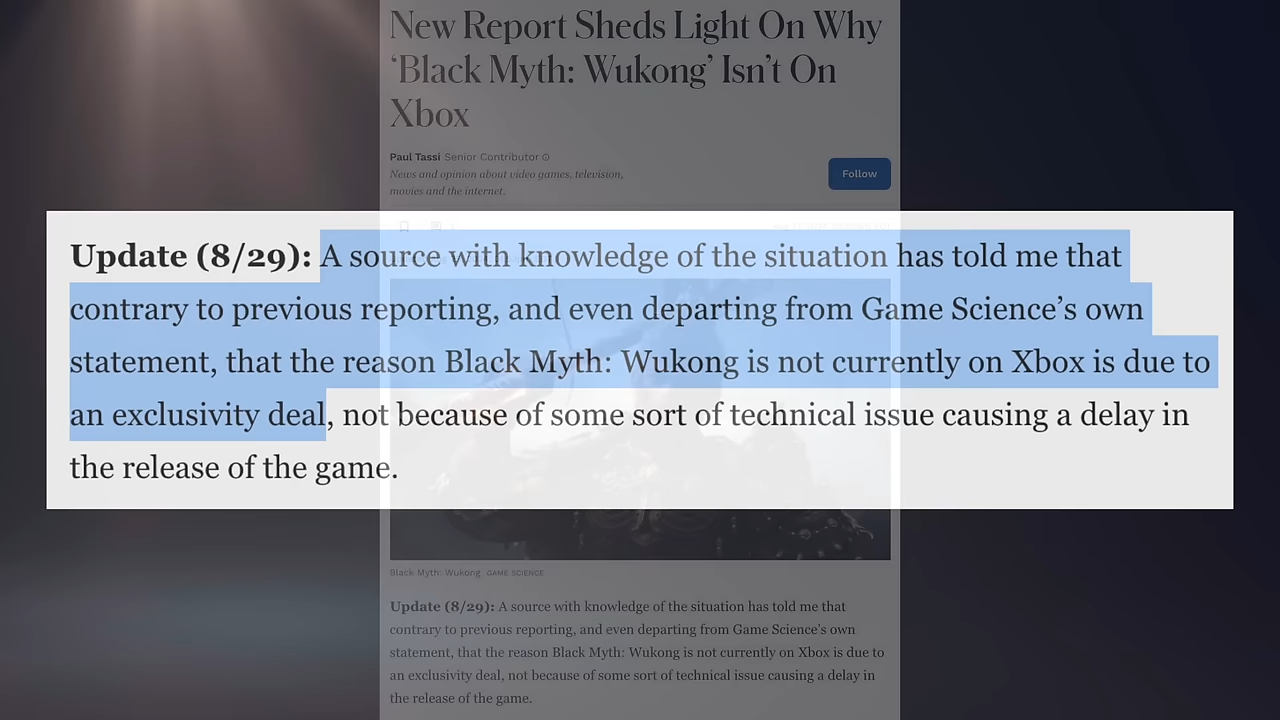 New Report Sheds Light On Why
‘Black Myth: Wukong’ Isn’t On
Xbox
Paul Tassi Senior Contributor
News and opinion about video games, television,
movies and the internet.
Follow
Update (8/29): A source with knowledge of the situation has told me that
contrary to previous reporting, and even departing from Game Science’s own
statement, that the reason Black Myth: Wukong is not currently on Xbox is due to
an exclusivity deal, not because of some sort of technical issue causing a delay in
the release of the game.
Black Myth: Wukong GAME SCIENCE
Update (8/29): A source with knowledge of the situation has told me that
contrary to previous reporting, and even departing from Game Science’s own
statement, that the reason Black Myth: Wukong is not currently on Xbox is due to
an exclusivity deal, not because of some sort of technical issue causing a delay in
the release of the game.